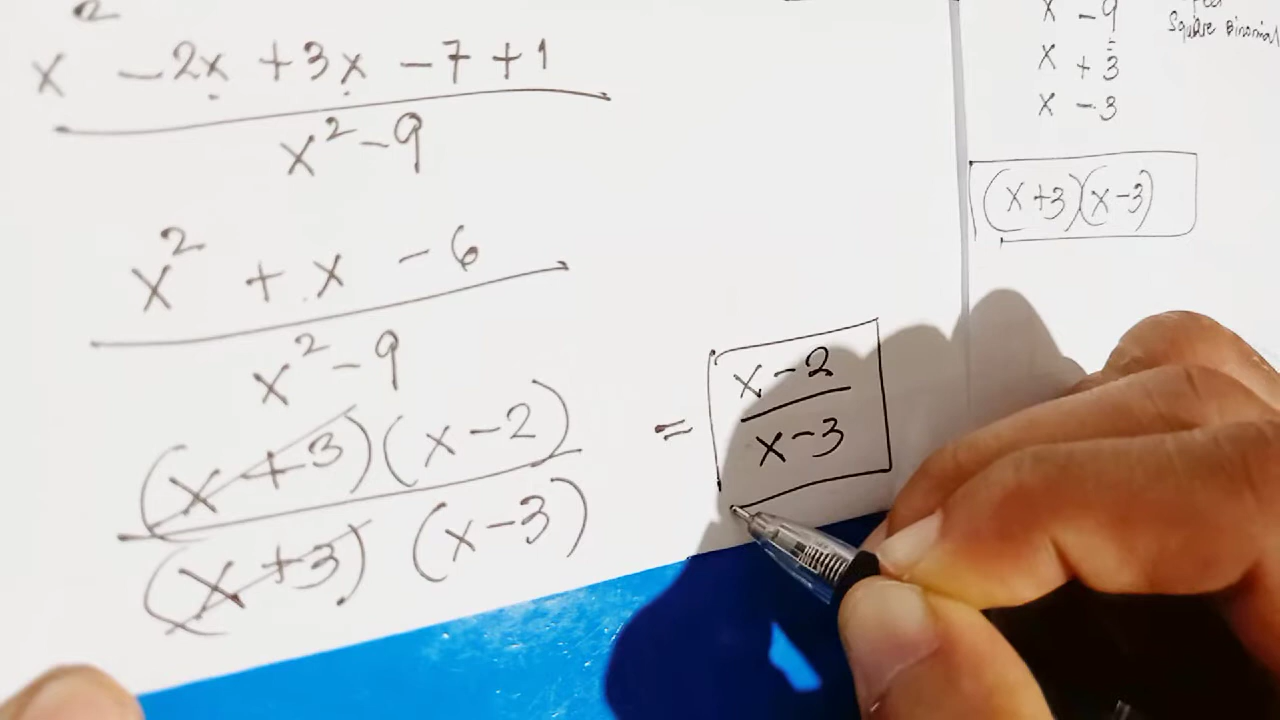 x² - 2x + 3x - 7 + 1
x² - 9
x² + x - 6
x² - 9
(x + 3)(x - 2)
(x + 3) (x - 3)
= x - 2
x - 3
x - 9
Square Binomial
x + 3
x - 3
(x + 3)(x - 3)